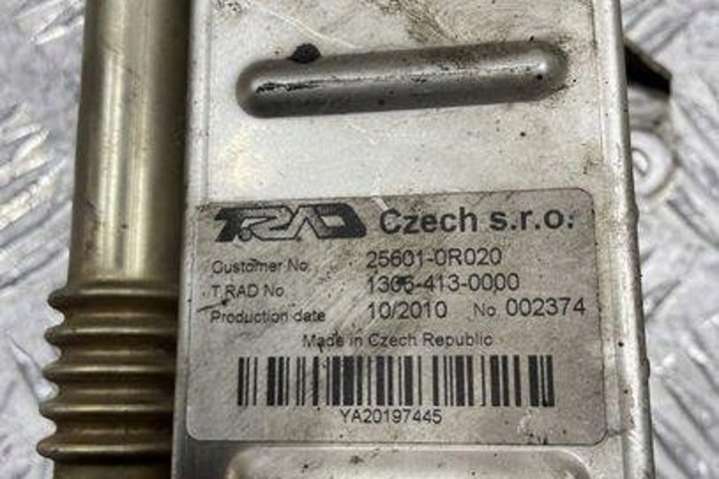 T.RAD Czech s.r.o.
Customer No. 25601-0R020
T.RAD No. 1306-413-0000
Production date 10/2010 No. 002374
Made in Czech Republic
YA20197445